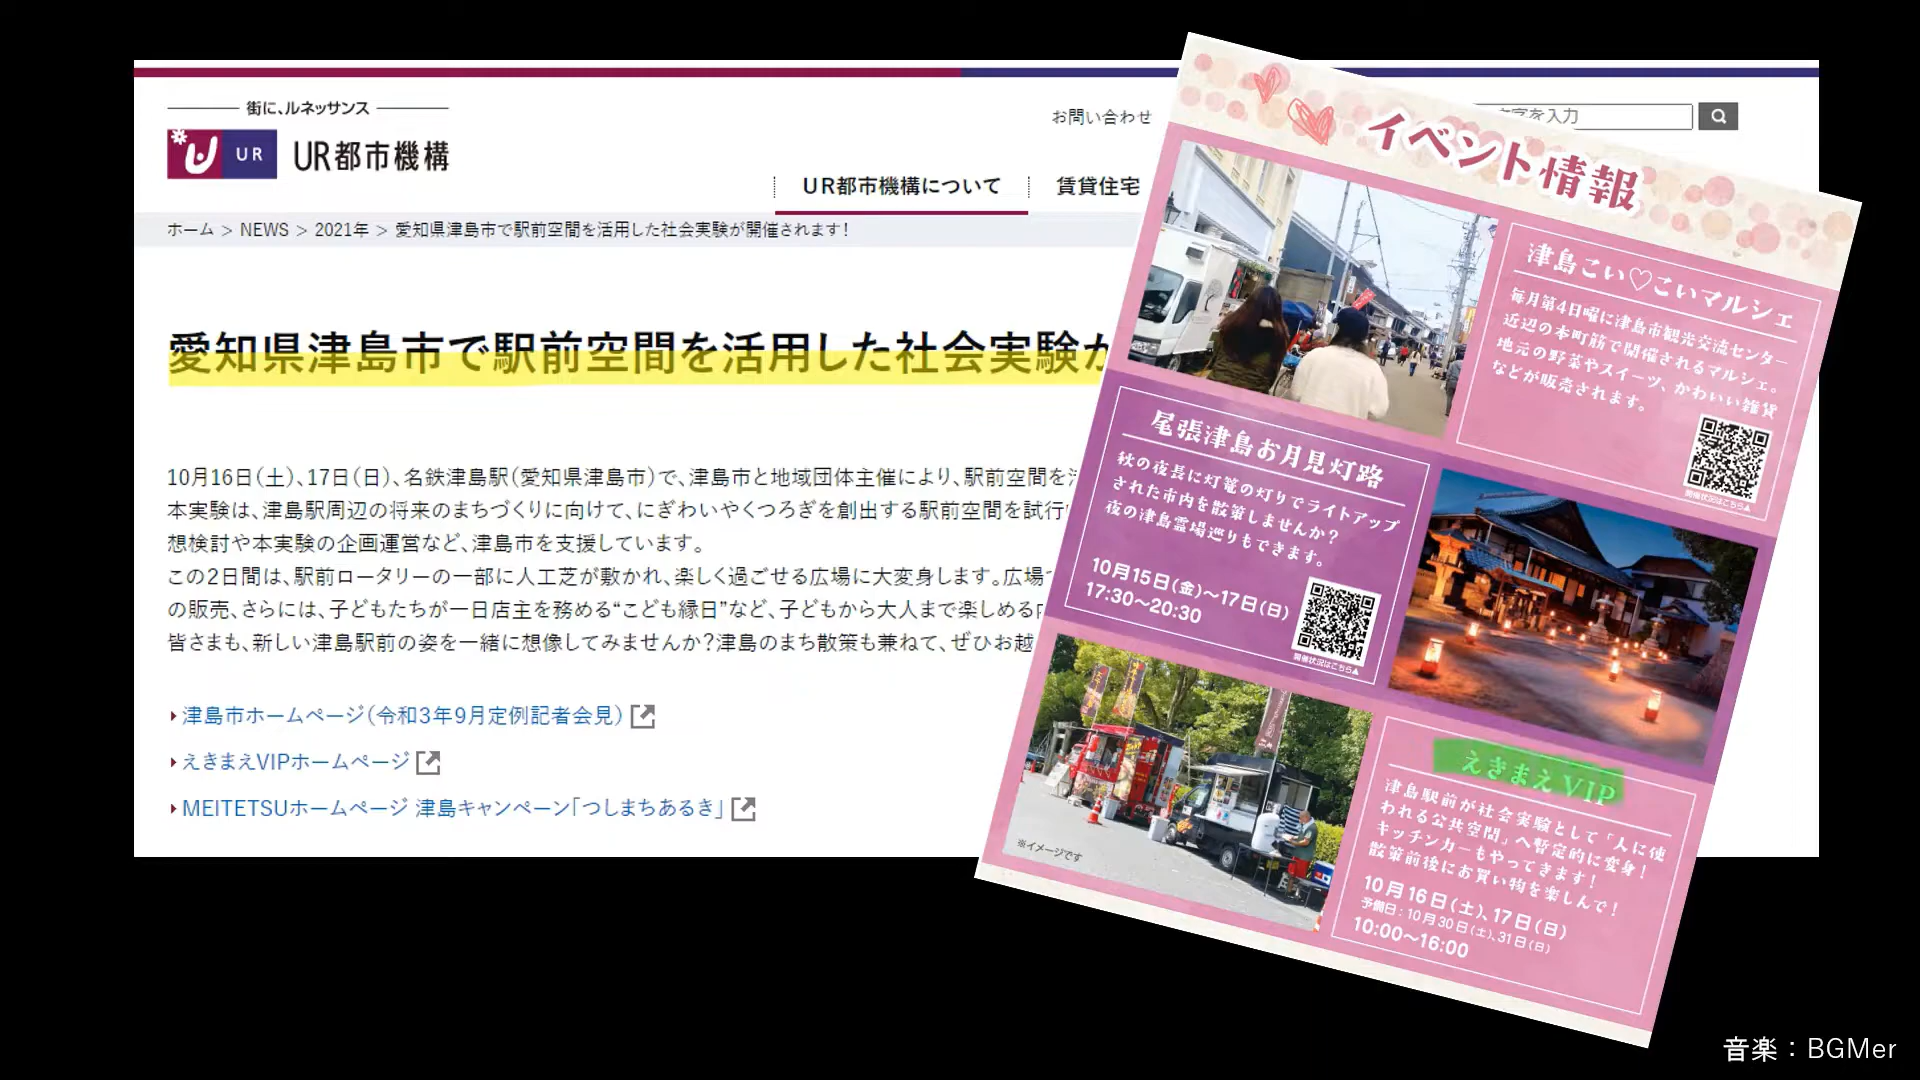 街に、ルネッサンス
UR
UR都市機構
お問い合わせ
文字を入力
UR都市機構について
賃貸住宅
ホーム > NEWS > 2021年 > 愛知県津島市で駅前空間を活用した社会実験が開催されます!
愛知県津島市で駅前空間を活用した社会実験が
10月16日(土)、17日(日)、名鉄津島駅(愛知県津島市)で、津島市と地域団体主催により、駅前空間を
本実験は、津島駅周辺の将来のまちづくりに向けて、にぎわいやくつろぎを創出する駅前空間を試行
想検討や本実験の企画運営など、津島市を支援しています。
この2日間は、駅前ロータリーの一部に人工芝が敷かれ、楽しく過ごせる広場に大変身します。広場
の販売、さらには、子どもたちが一日店主を務める“こども縁日”など、子どもから大人まで楽しめる
皆さまも、新しい津島駅前の姿を一緒に想像してみませんか?津島のまち散策も兼ねて、ぜひお越
津島市ホームページ(令和3年9月定例記者会見)
えきまえVIPホームページ
MEITETSUホームページ 津島キャンペーン「つしまちあるき」
イベント情報
津島こい♡こいマルシェ
毎月第4日曜に津島市観光交流センター
近辺の本町筋で開催されるマルシェ。
地元の野菜やスイーツ、かわいい雑貨
などが販売されます。
開催状況はこちら▲
尾張津島お月見灯路
秋の夜長に灯篭の灯りでライトアップ
された市内を散策しませんか?
夜の津島霊場巡りもできます。
10月15日(金)〜17日(日)
17:30〜20:30
開催状況はこちら▲
※イメージです
えきまえVIP
津島駅前が社会実験として「人に使
われる公共空間」へ暫定的に変身!
キッチンカーもやってきます!
散策前後にお買い物を楽しんで!
10月16日(土)、17日(日)
予備日:10月30日(土)、31日(日)
10:00〜16:00
音楽:BGMer